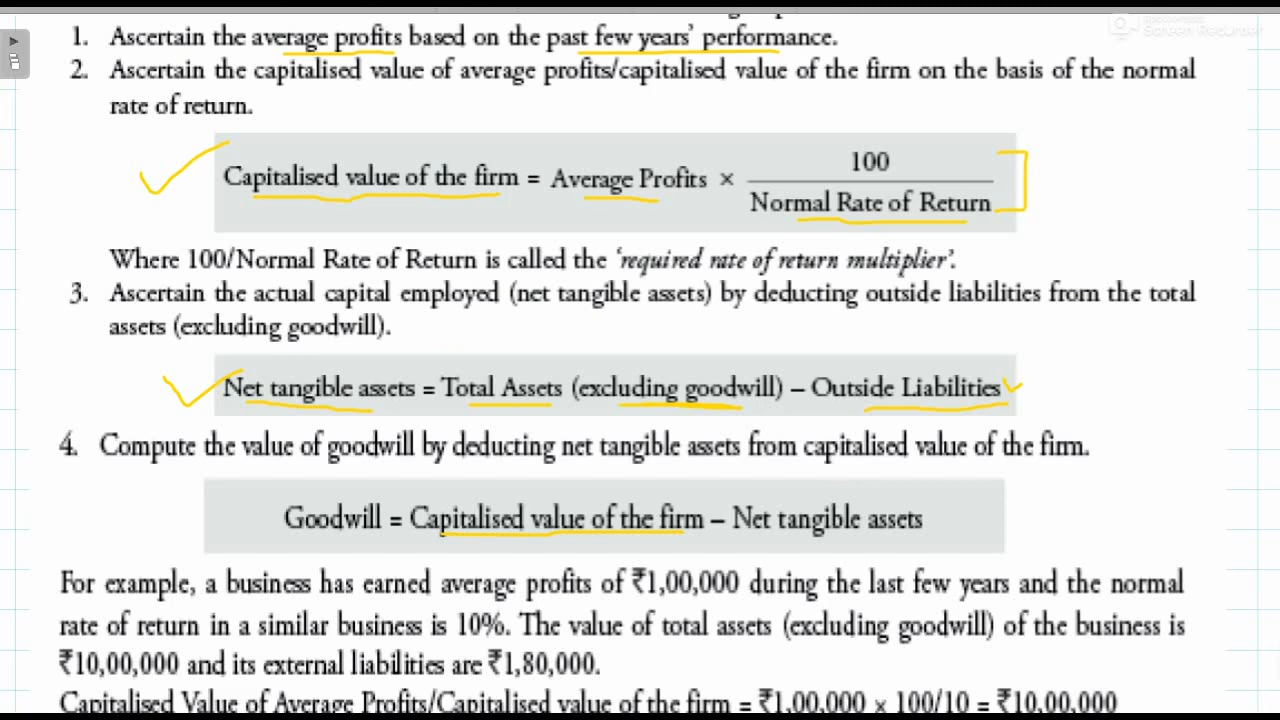 Screen Recorder
1. Ascertain the average profits based on the past few years' performance.
2. Ascertain the capitalised value of average profits/capitalised value of the firm on the basis of the normal
rate of return.
Capitalised value of the firm = Average Profits × 100 / Normal Rate of Return
Where 100/Normal Rate of Return is called the 'required rate of return multiplier'.
3. Ascertain the actual capital employed (net tangible assets) by deducting outside liabilities from the total
assets (excluding goodwill).
Net tangible assets = Total Assets (excluding goodwill) – Outside Liabilities
4. Compute the value of goodwill by deducting net tangible assets from capitalised value of the firm.
Goodwill = Capitalised value of the firm – Net tangible assets
For example, a business has earned average profits of ₹1,00,000 during the last few years and the normal
rate of return in a similar business is 10%. The value of total assets (excluding goodwill) of the business is
₹10,00,000 and its external liabilities are ₹1,80,000.
Capitalised Value of Average Profits/Capitalised value of the firm = ₹1,00,000 × 100/10 = ₹10,00,000